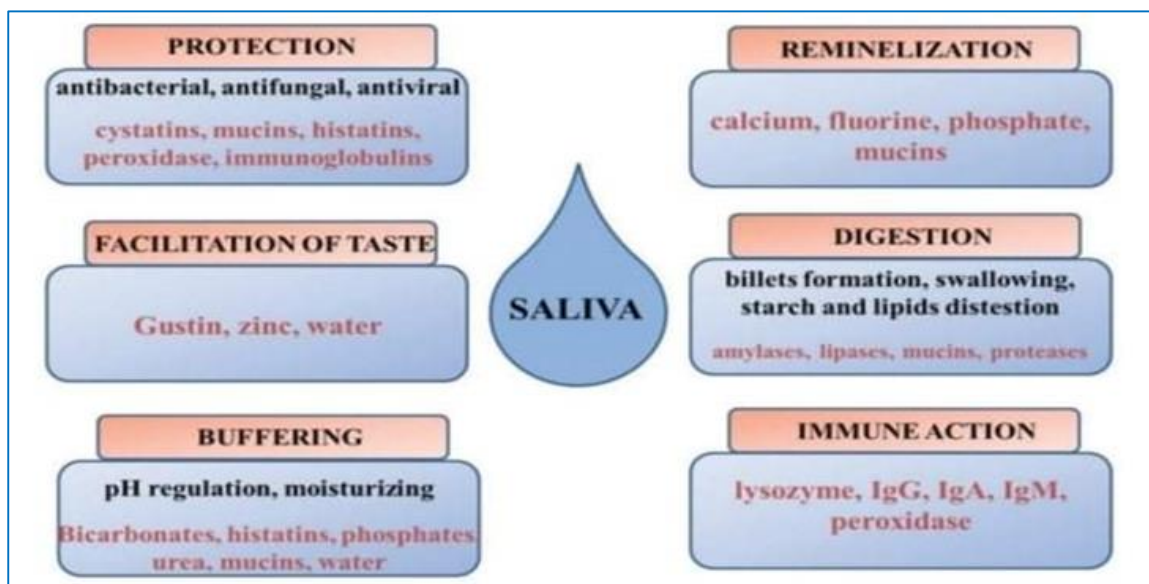 PROTECTION
antibacterial, antifungal, antiviral
cystatins, mucins, histatins,
peroxidase, immunoglobulins
FACILITATION OF TASTE
Gustin, zinc, water
BUFFERING
pH regulation, moisturizing
Bicarbonates, histatins, phosphates,
urea, mucins, water
SALIVA
REMINELIZATION
calcium, fluorine, phosphate,
mucins
DIGESTION
billets formation, swallowing,
starch and lipids distestion
amylases, lipases, mucins, proteases
IMMUNE ACTION
lysozyme, IgG, IgA, IgM,
peroxidase